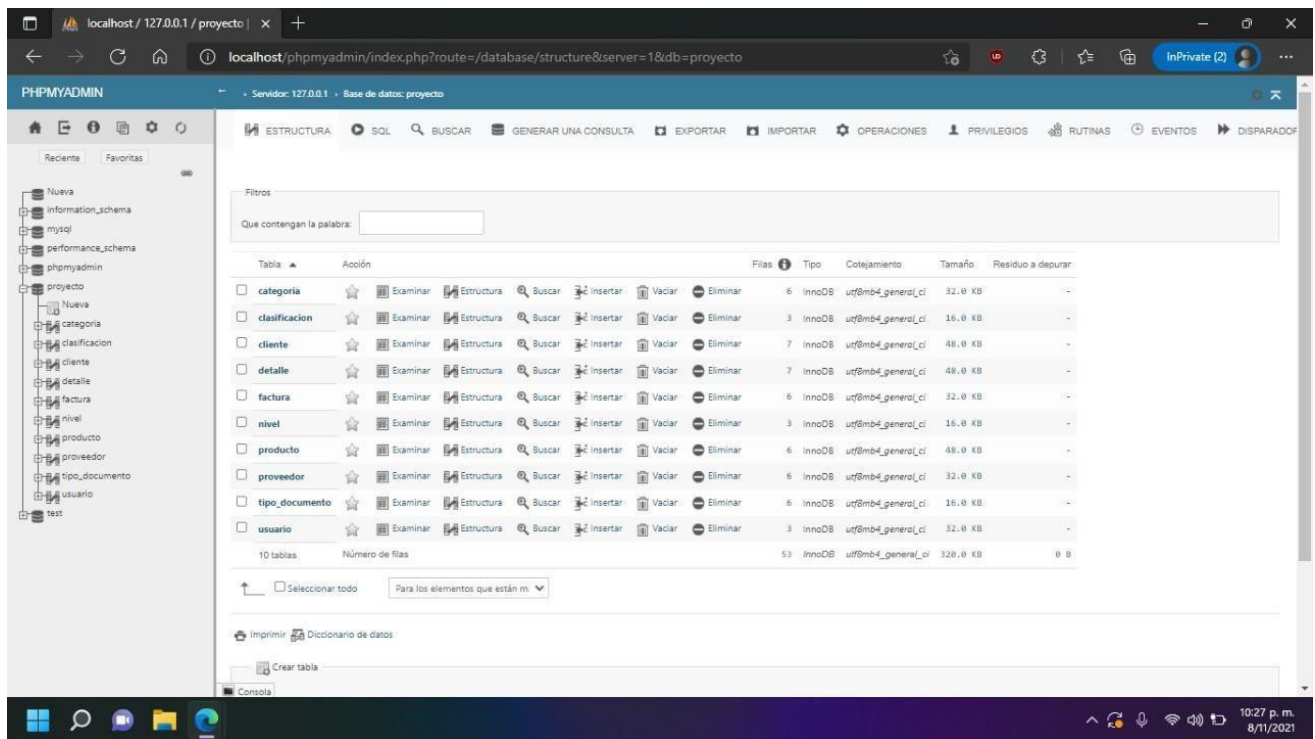 localhost / 127.0.0.1 / proyecto |
localhost/phpmyadmin/index.php?route=/database/structure&server=1&db=proyecto
InPrivate (2)
PHPMYADMIN
Servidor: 127.0.0.1 » Base de datos: proyecto
ESTRUCTURA SQL BUSCAR GENERAR UNA CONSULTA EXPORTAR IMPORTAR OPERACIONES PRIVILEGIOS RUTINAS EVENTOS DISPARADOR
Reciente Favoritas
Nueva
information_schema
mysql
performance_schema
phpmyadmin
proyecto
Nueva
categoria
clasificacion
cliente
detalle
factura
nivel
producto
proveedor
tipo_documento
usuario
test
Filtros
Que contengan la palabra:
Tabla Acción Filas Tipo Cotejamiento Tamaño Residuo a depurar
categoria Examinar Estructura Buscar Insertar Vaciar Eliminar 6 InnoDB utf8mb4_general_ci 32.0 KB -
clasificacion Examinar Estructura Buscar Insertar Vaciar Eliminar 3 InnoDB utf8mb4_general_ci 16.0 KB -
cliente Examinar Estructura Buscar Insertar Vaciar Eliminar 7 InnoDB utf8mb4_general_ci 48.0 KB -
detalle Examinar Estructura Buscar Insertar Vaciar Eliminar 7 InnoDB utf8mb4_general_ci 48.0 KB -
factura Examinar Estructura Buscar Insertar Vaciar Eliminar 6 InnoDB utf8mb4_general_ci 32.0 KB -
nivel Examinar Estructura Buscar Insertar Vaciar Eliminar 3 InnoDB utf8mb4_general_ci 16.0 KB -
producto Examinar Estructura Buscar Insertar Vaciar Eliminar 6 InnoDB utf8mb4_general_ci 48.0 KB -
proveedor Examinar Estructura Buscar Insertar Vaciar Eliminar 6 InnoDB utf8mb4_general_ci 32.0 KB -
tipo_documento Examinar Estructura Buscar Insertar Vaciar Eliminar 6 InnoDB utf8mb4_general_ci 16.0 KB -
usuario Examinar Estructura Buscar Insertar Vaciar Eliminar 3 InnoDB utf8mb4_general_ci 32.0 KB -
10 tablas Número de filas 53 InnoDB utf8mb4_general_ci 320.0 KB 0 B
Seleccionar todo Para los elementos que están m
Imprimir Diccionario de datos
Crear tabla
Consola
10:27 p. m.
8/11/2021